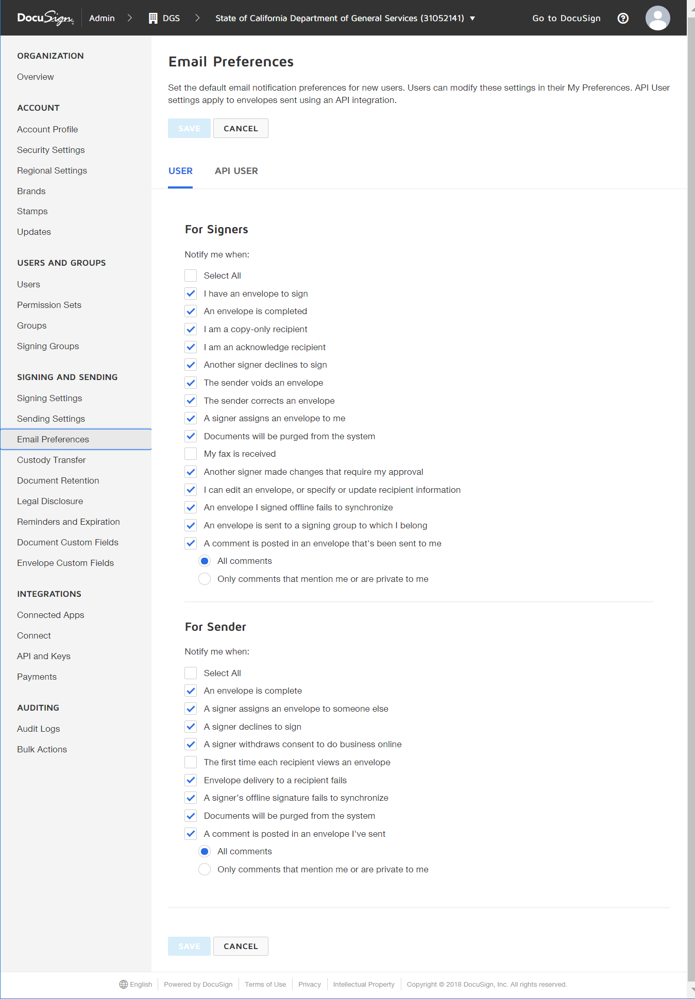 DocuSign
Admin
DGS
State of California Department of General Services (31052141)
Go to DocuSign
ORGANIZATION
Overview
ACCOUNT
Account Profile
Security Settings
Regional Settings
Brands
Stamps
Updates
USERS AND GROUPS
Users
Permission Sets
Groups
Signing Groups
SIGNING AND SENDING
Signing Settings
Sending Settings
Email Preferences
Custody Transfer
Document Retention
Legal Disclosure
Reminders and Expiration
Document Custom Fields
Envelope Custom Fields
INTEGRATIONS
Connected Apps
Connect
API and Keys
Payments
AUDITING
Audit Logs
Bulk Actions
Email Preferences
Set the default email notification preferences for new users. Users can modify these settings in their My Preferences. API User
settings apply to envelopes sent using an API integration.
SAVE CANCEL
USER API USER
For Signers
Notify me when:
Select All
I have an envelope to sign
An envelope is completed
I am a copy-only recipient
I am an acknowledge recipient
Another signer declines to sign
The sender voids an envelope
The sender corrects an envelope
A signer assigns an envelope to me
Documents will be purged from the system
My fax is received
Another signer made changes that require my approval
I can edit an envelope, or specify or update recipient information
An envelope I signed offline fails to synchronize
An envelope is sent to a signing group to which I belong
A comment is posted in an envelope that's been sent to me
All comments
Only comments that mention me or are private to me
For Sender
Notify me when:
Select All
An envelope is complete
A signer assigns an envelope to someone else
A signer declines to sign
A signer withdraws consent to do business online
The first time each recipient views an envelope
Envelope delivery to a recipient fails
A signer's offline signature fails to synchronize
Documents will be purged from the system
A comment is posted in an envelope I've sent
All comments
Only comments that mention me or are private to me
SAVE CANCEL
English Powered by DocuSign Terms of Use Privacy Intellectual Property Copyright © 2018 DocuSign, Inc. All rights reserved.